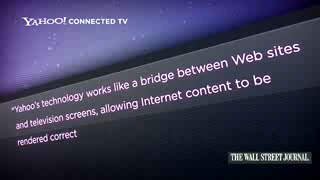 YAHOO! CONNECTED TV
"Yahoo's technology works like a bridge between Web sites
and television screens, allowing Internet content to be
rendered correct
THE WALL STREET JOURNAL.